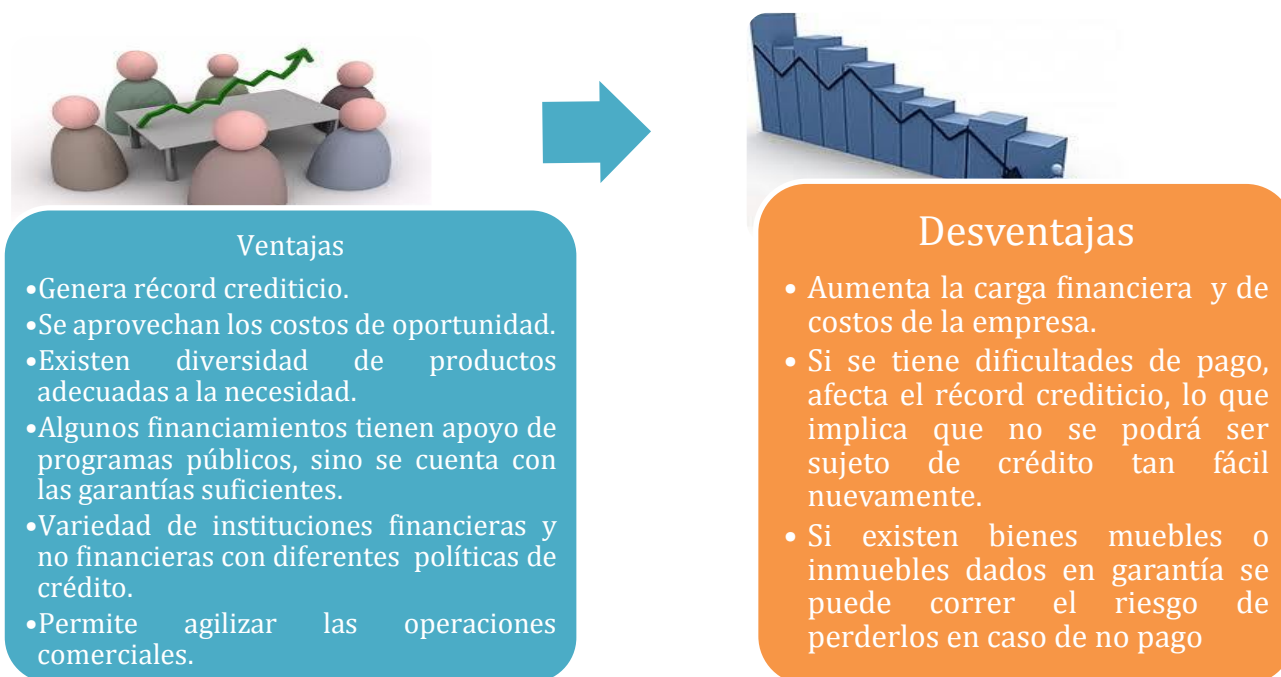 Ventajas
•Genera récord crediticio.
•Se aprovechan los costos de oportunidad.
•Existen diversidad de productos
adecuadas a la necesidad.
•Algunos financiamientos tienen apoyo de
programas públicos, sino se cuenta con
las garantías suficientes.
•Variedad de instituciones financieras y
no financieras con diferentes políticas de
crédito.
•Permite agilizar las operaciones
comerciales.
Desventajas
• Aumenta la carga financiera y de
costos de la empresa.
• Si se tiene dificultades de pago,
afecta el récord crediticio, lo que
implica que no se podrá ser
sujeto de crédito tan fácil
nuevamente.
• Si existen bienes muebles o
inmuebles dados en garantía se
puede correr el riesgo de
perderlos en caso de no pago